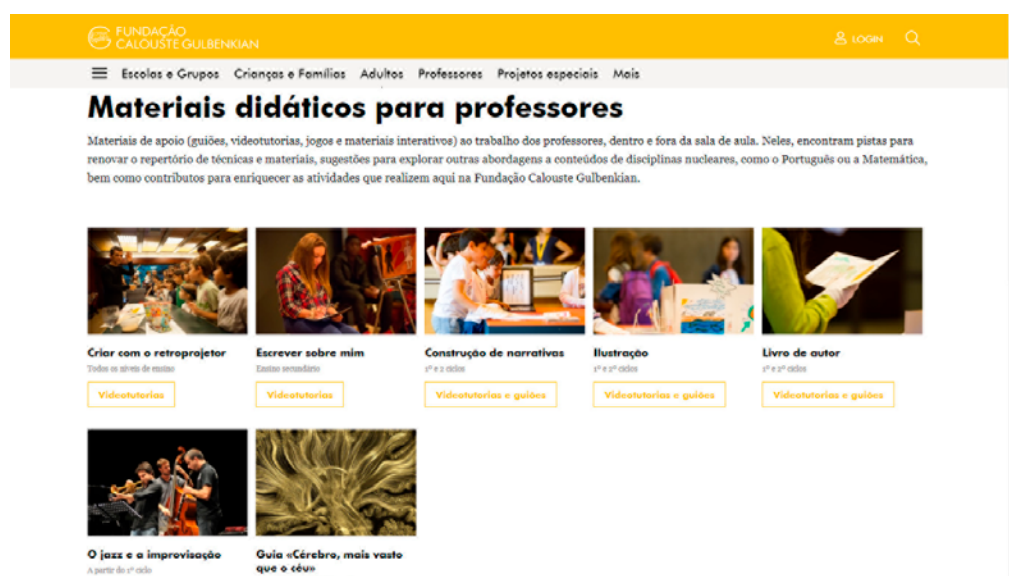 FUNDAÇÃO
CALOUSTE GULBENKIAN
LOGIN
Escolas e Grupos Crianças e Famílias Adultos Professores Projetos especiais Mais
Materiais didáticos para professores
Materiais de apoio (guiões, videotutorias, jogos e materiais interativos) ao trabalho dos professores, dentro e fora da sala de aula. Neles, encontram pistas para
renovar o repertório de técnicas e materiais, sugestões para explorar outras abordagens a conteúdos de disciplinas nucleares, como o Português ou a Matemática,
bem como contributos para enriquecer as atividades que realizem aqui na Fundação Calouste Gulbenkian.
Criar com o retroprojetor
Todos os níveis de ensino
Videotutorias
Escrever sobre mim
Ensino secundário
Videotutorias
Construção de narrativas
1º e 2 ciclos
Videotutorias e guiões
Ilustração
1º e 2º ciclos
Videotutorias e guiões
Livro de autor
1º e 2º ciclos
Videotutorias e guiões
O jazz e a improvisação
A partir do 1º ciclo
Guia «Cérebro, mais vasto
que o céu»